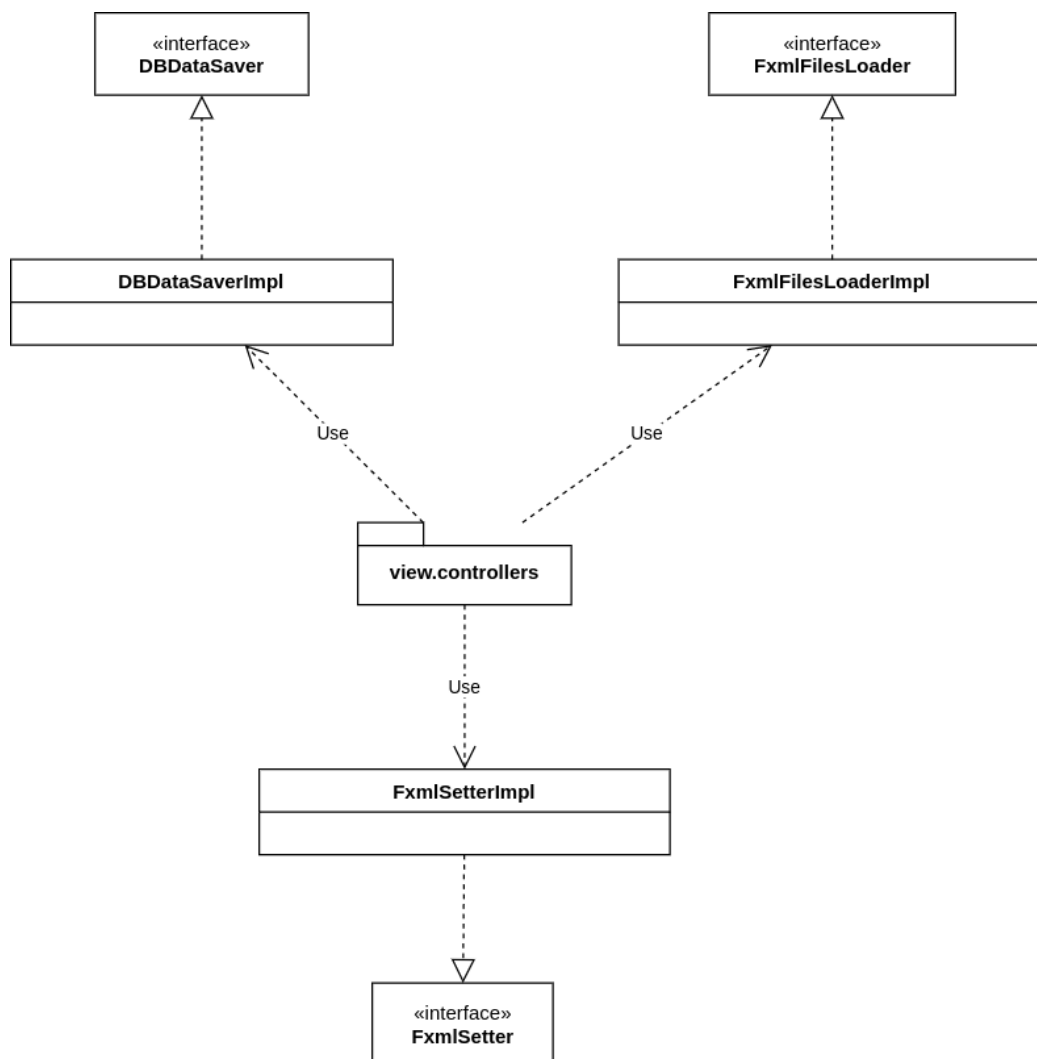 «interface»
DBDataSaver
«interface»
FxmlFilesLoader
DBDataSaverImpl
FxmlFilesLoaderImpl
Use
Use
view.controllers
Use
FxmlSetterImpl
«interface»
FxmlSetter